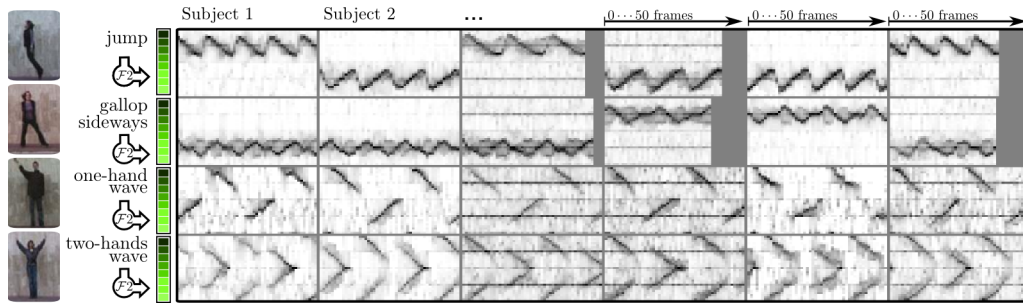 Subject 1 Subject 2 ... 0···50 frames 0···50 frames 0···50 frames
jump
F2
gallop
sideways
F2
one-hand
wave
F2
two-hands
wave
F2